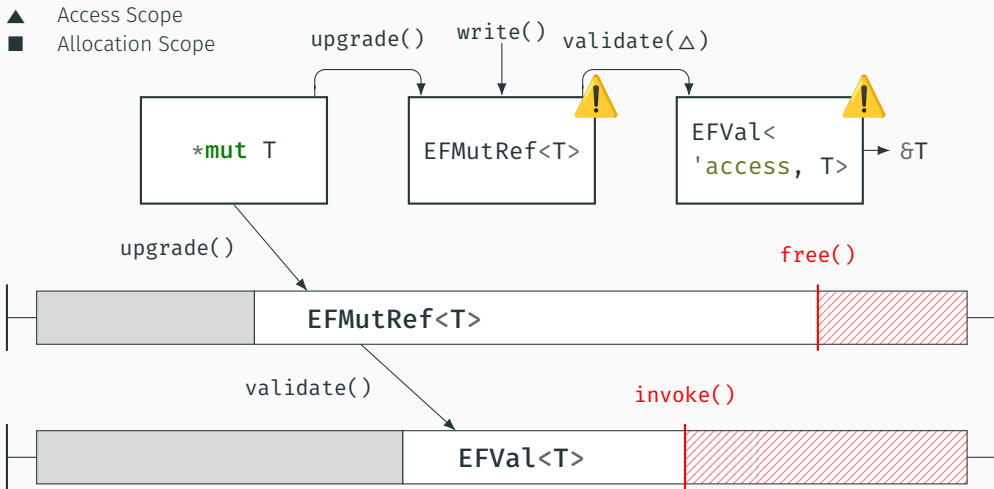 ▲ Access Scope
■ Allocation Scope
upgrade()
write()
validate(△)
*mut T
EFMutRef<T>
EFVal<
'access, T>
&T
upgrade()
free()
EFMutRef<T>
validate()
invoke()
EFVal<T>